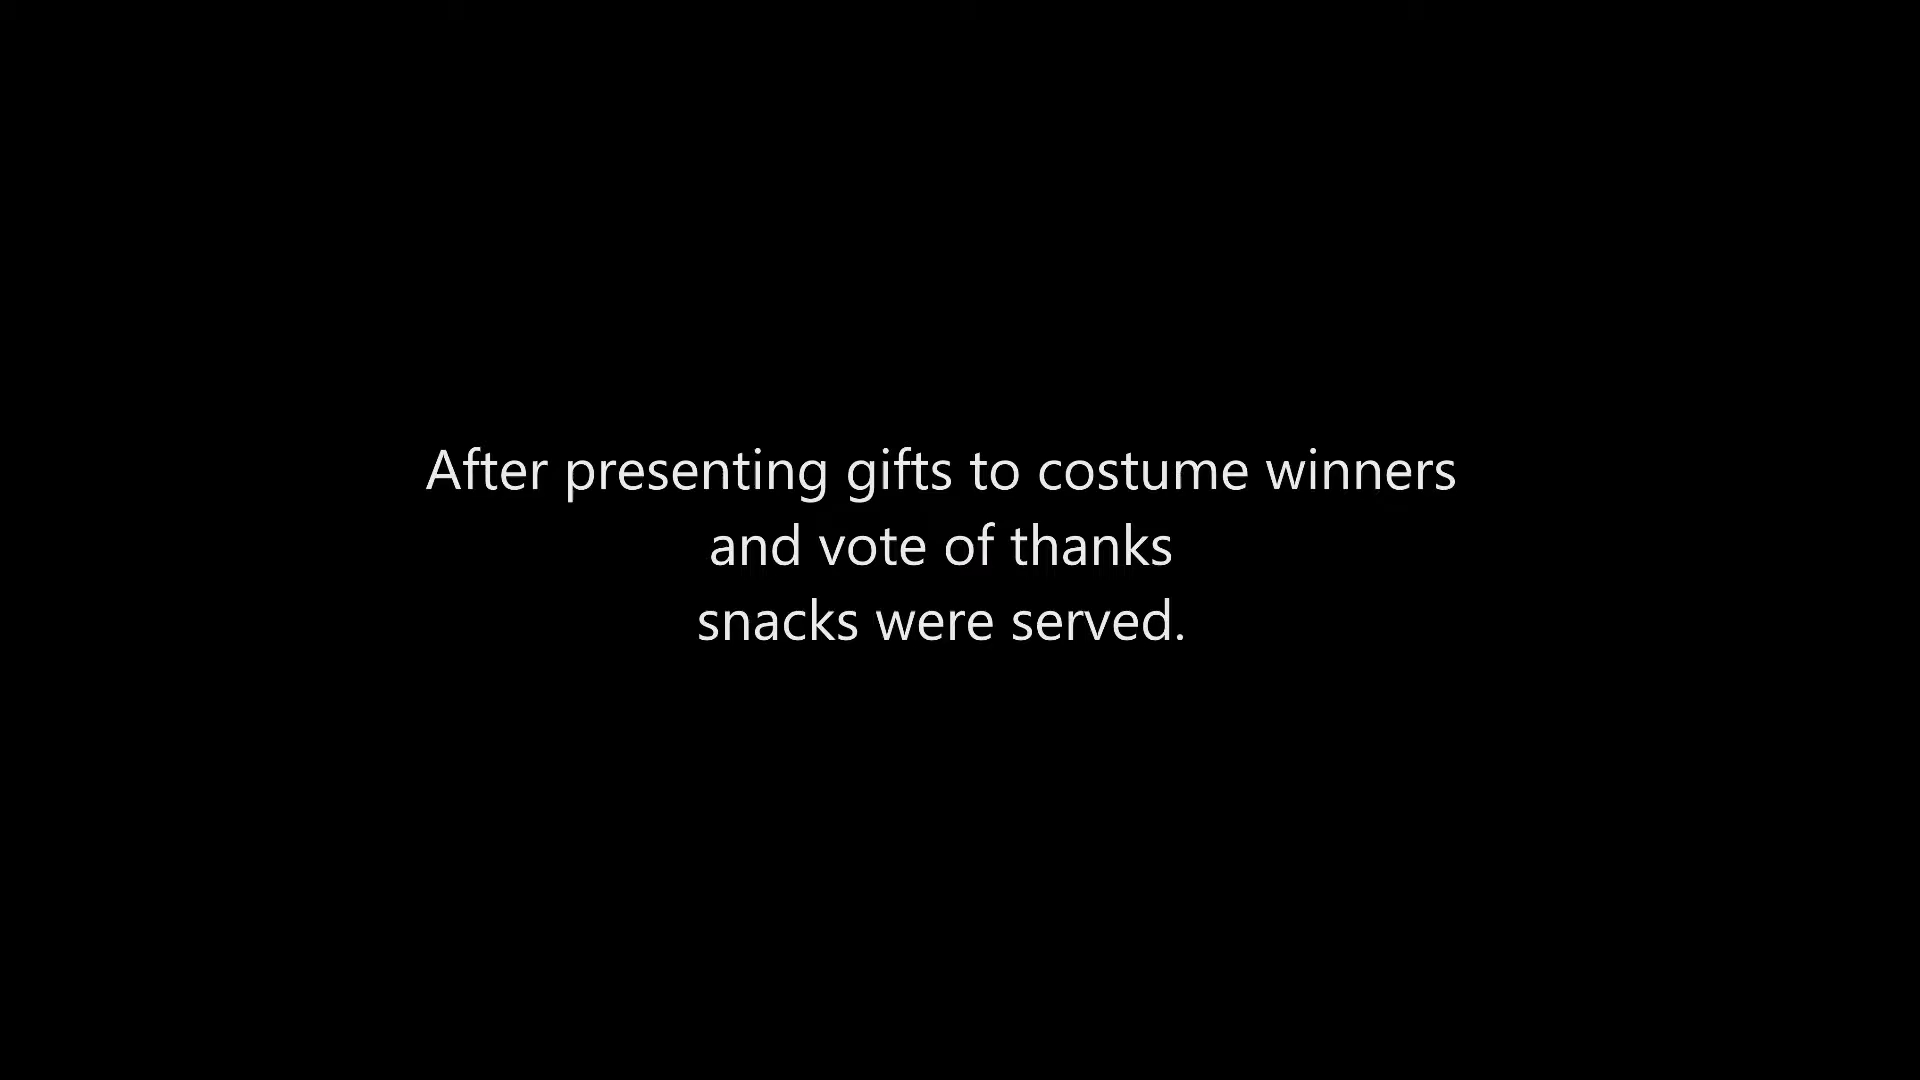 After presenting gifts to costume winners
and vote of thanks
snacks were served.